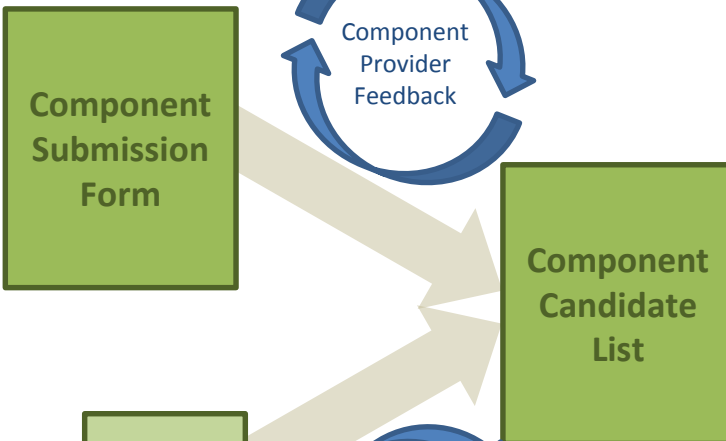 Component
Submission
Form
Component
Provider
Feedback
Component
Candidate
List